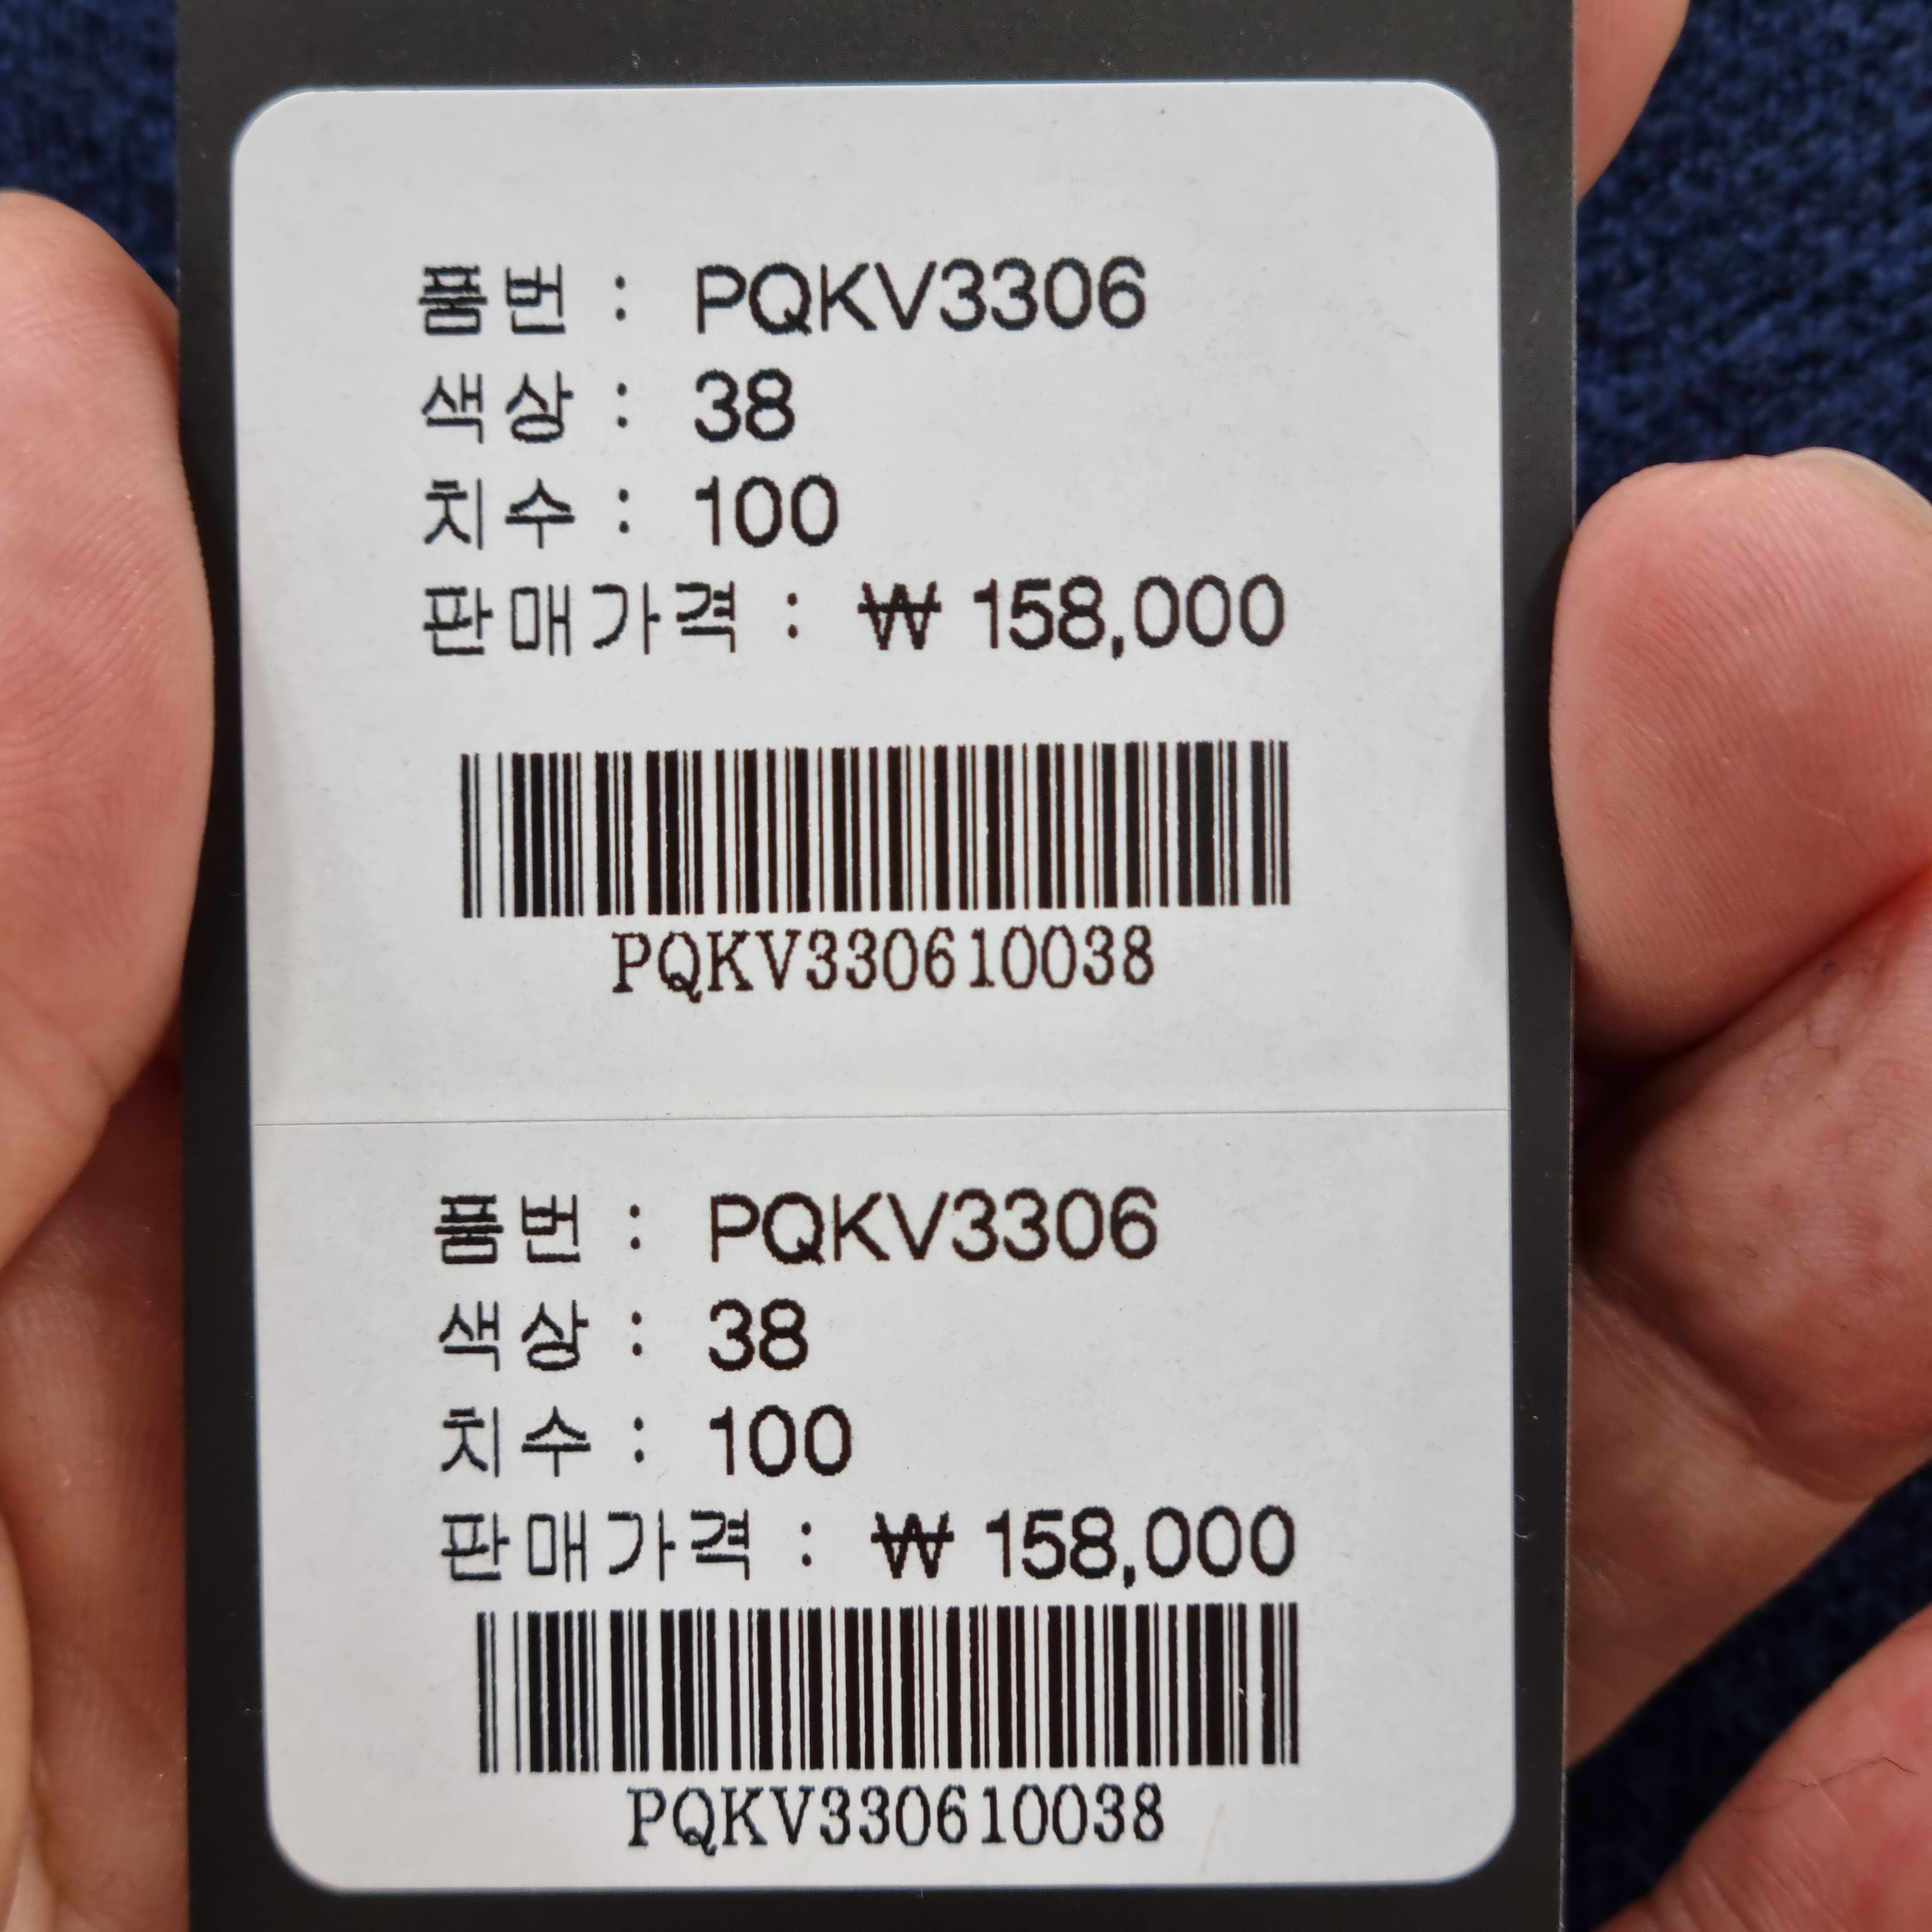 품번 : PQKV3306
색상 : 38
치수 : 100
판매가격 : ₩ 158,000
PQKV330610038
품번 : PQKV3306
색상 : 38
치수 : 100
판매가격 : ₩ 158,000
PQKV330610038